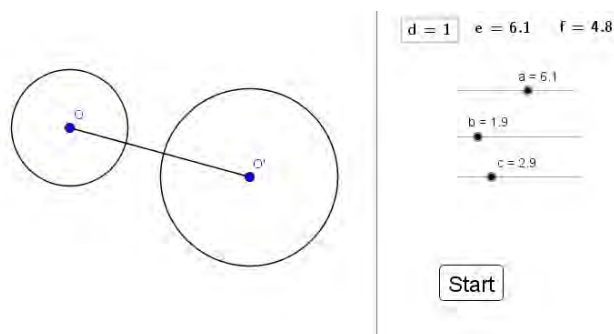 d = 1 e = 6.1 f = 4.8
a = 6.1
b = 1.9
c = 2.9
O
O'
Start